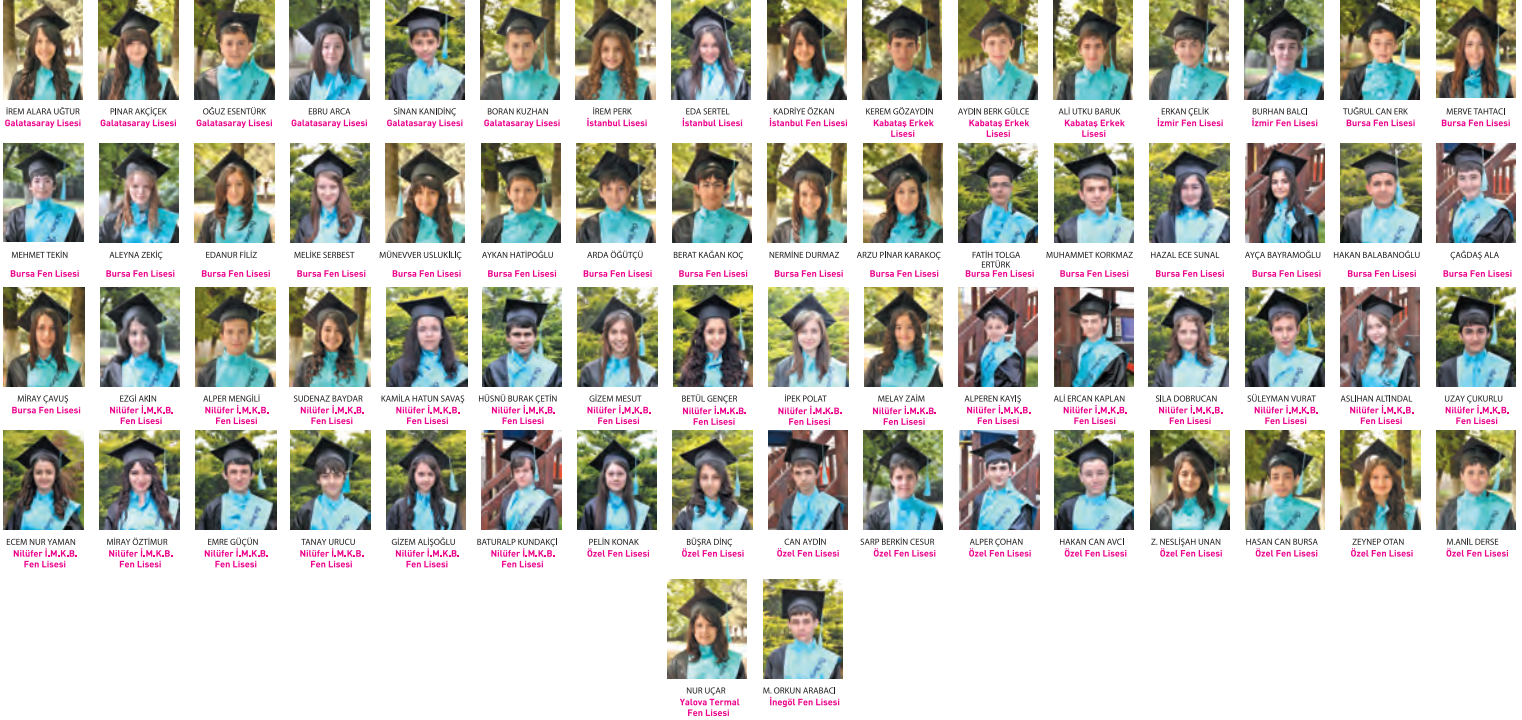 İREM ALARA UĞTUR
Galatasaray Lisesi
PINAR AKÇİÇEK
Galatasaray Lisesi
OĞUZ ESENTÜRK
Galatasaray Lisesi
EBRU ARCA
Galatasaray Lisesi
SİNAN KANIDİNÇ
Galatasaray Lisesi
BORAN KUZHAN
Galatasaray Lisesi
İREM PERK
İstanbul Lisesi
EDA SERTEL
İstanbul Lisesi
KADRİYE ÖZKAN
İstanbul Fen Lisesi
KEREM GÖZAYDIN
Kabataş Erkek
Lisesi
AYDIN BERK GÜLCE
Kabataş Erkek
Lisesi
ALİ UTKU BARUK
Kabataş Erkek
Lisesi
ERKAN ÇELİK
İzmir Fen Lisesi
BURHAN BALCI
İzmir Fen Lisesi
TUĞRUL CAN ERK
Bursa Fen Lisesi
MERVE TAHTACI
Bursa Fen Lisesi
MEHMET TEKİN
Bursa Fen Lisesi
ALEYNA ZEKİÇ
Bursa Fen Lisesi
EDANUR FİLİZ
Bursa Fen Lisesi
MELİKE SERBEST
Bursa Fen Lisesi
MÜNEVVER USLUKILIÇ
Bursa Fen Lisesi
AYKAN HATİPOĞLU
Bursa Fen Lisesi
ARDA ÖĞÜTÇÜ
Bursa Fen Lisesi
BERAT KAĞAN KOÇ
Bursa Fen Lisesi
NERMİNE DURMAZ
Bursa Fen Lisesi
ARZU PINAR KARAKOÇ
Bursa Fen Lisesi
FATİH TOLGA
ERTÜRK
Bursa Fen Lisesi
MUHAMMET KORKMAZ
Bursa Fen Lisesi
HAZAL ECE SUNAL
Bursa Fen Lisesi
AYÇA BAYRAMOĞLU
Bursa Fen Lisesi
HAKAN BALABANOĞLU
Bursa Fen Lisesi
ÇAĞDAŞ ALA
Bursa Fen Lisesi
MİRAY ÇAVUŞ
Bursa Fen Lisesi
EZGİ AKIN
Nilüfer İ.M.K.B.
Fen Lisesi
ALPER MENGİLİ
Nilüfer İ.M.K.B.
Fen Lisesi
SUDENAZ BAYDAR
Nilüfer İ.M.K.B.
Fen Lisesi
KAMİLA HATUN SAVAŞ
Nilüfer İ.M.K.B.
Fen Lisesi
HÜSNÜ BURAK ÇETİN
Nilüfer İ.M.K.B.
Fen Lisesi
GİZEM MESUT
Nilüfer İ.M.K.B.
Fen Lisesi
BETÜL GENÇER
Nilüfer İ.M.K.B.
Fen Lisesi
İPEK POLAT
Nilüfer İ.M.K.B.
Fen Lisesi
MELAY ZAİM
Nilüfer İ.M.K.B.
Fen Lisesi
ALPEREN KAYIŞ
Nilüfer İ.M.K.B.
Fen Lisesi
ALİ ERCAN KAPLAN
Nilüfer İ.M.K.B.
Fen Lisesi
SILA DOBRUCAN
Nilüfer İ.M.K.B.
Fen Lisesi
SÜLEYMAN VURAT
Nilüfer İ.M.K.B.
Fen Lisesi
ASLIHAN ALTINDAL
Nilüfer İ.M.K.B.
Fen Lisesi
UZAY ÇUKURLU
Nilüfer İ.M.K.B.
Fen Lisesi
ECEM NUR YAMAN
Nilüfer İ.M.K.B.
Fen Lisesi
MİRAY ÖZTİMUR
Nilüfer İ.M.K.B.
Fen Lisesi
EMRE GÜÇÜN
Nilüfer İ.M.K.B.
Fen Lisesi
TANAY URUCU
Nilüfer İ.M.K.B.
Fen Lisesi
GİZEM ALİŞOĞLU
Nilüfer İ.M.K.B.
Fen Lisesi
BATURALP KUNDAKÇI
Nilüfer İ.M.K.B.
Fen Lisesi
PELİN KONAK
Özel Fen Lisesi
BÜŞRA DİNÇ
Özel Fen Lisesi
CAN AYDIN
Özel Fen Lisesi
SARP BERKİN CESUR
Özel Fen Lisesi
ALPER ÇOHAN
Özel Fen Lisesi
HAKAN CAN AVCI
Özel Fen Lisesi
Z. NESLİŞAH UNAN
Özel Fen Lisesi
HASAN CAN BURSA
Özel Fen Lisesi
ZEYNEP OTAN
Özel Fen Lisesi
M.ANIL DERSE
Özel Fen Lisesi
NUR UÇAR
Yalova Termal
Fen Lisesi
M. ORKUN ARABACI
İnegöl Fen Lisesi